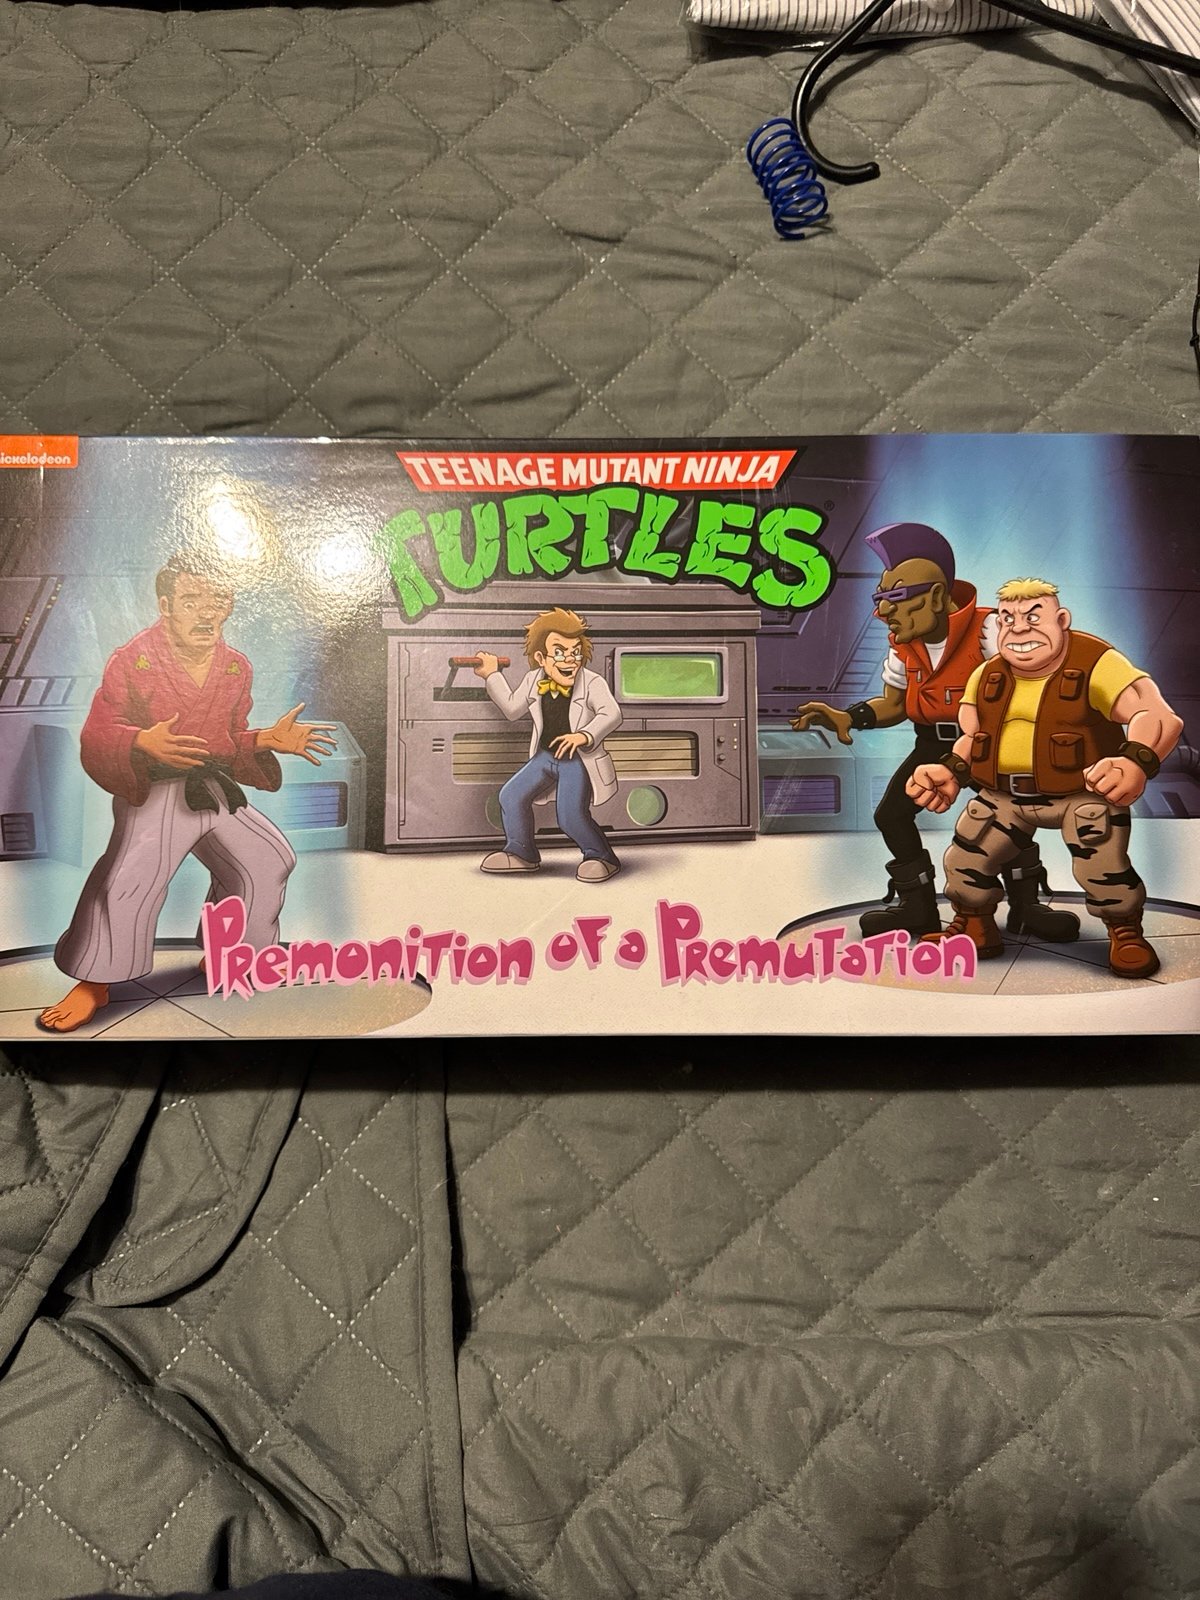 nickelodeon
TEENAGE MUTANT NINJA
TURTLES®
PREMONITION OF A PREMUTATION